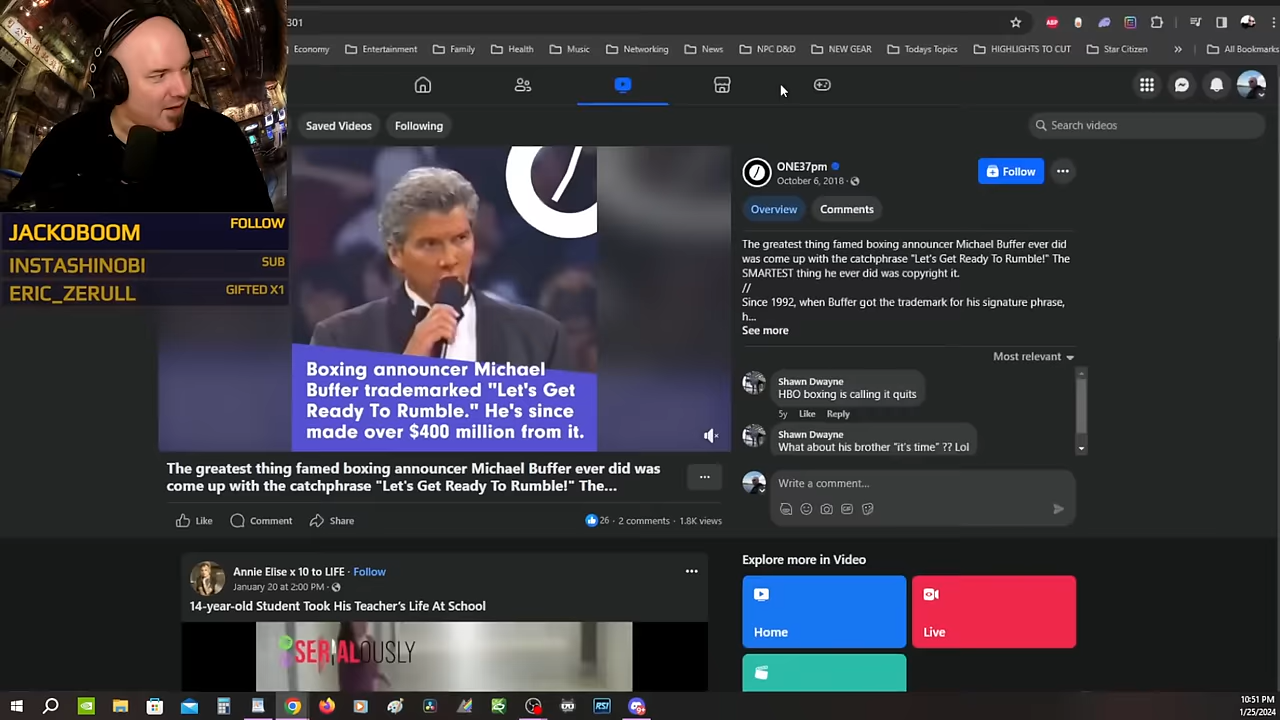 301
Economy
Entertainment
Family
Health
Music
Networking
News
NPC D&D
NEW GEAR
Todays Topics
HIGHLIGHTS TO CUT
Star Citizen
»
All Bookmarks
ABP
Saved Videos
Following
Search videos
JACKOBOOM FOLLOW
INSTASHINOBI SUB
ERIC_ZERULL GIFTED X1
Boxing announcer Michael
Buffer trademarked "Let's Get
Ready To Rumble." He's since
made over $400 million from it.
The greatest thing famed boxing announcer Michael Buffer ever did was
come up with the catchphrase "Let's Get Ready To Rumble!" The...
Like
Comment
Share
26 · 2 comments · 1.8K views
ONE37pm
October 6, 2018 ·
Follow
Overview
Comments
The greatest thing famed boxing announcer Michael Buffer ever did
was come up with the catchphrase "Let's Get Ready To Rumble!" The
SMARTEST thing he ever did was copyright it.
//
Since 1992, when Buffer got the trademark for his signature phrase,
h...
See more
Most relevant
Shawn Dwayne
HBO boxing is calling it quits
5y Like Reply
Shawn Dwayne
What about his brother "it's time" ?? Lol
Write a comment...
Annie Elise x 10 to LIFE · Follow
January 20 at 2:00 PM ·
14-year-old Student Took His Teacher's Life At School
SERIALOUSLY
Explore more in Video
Home
Live
RSI
10:51 PM
1/25/2024